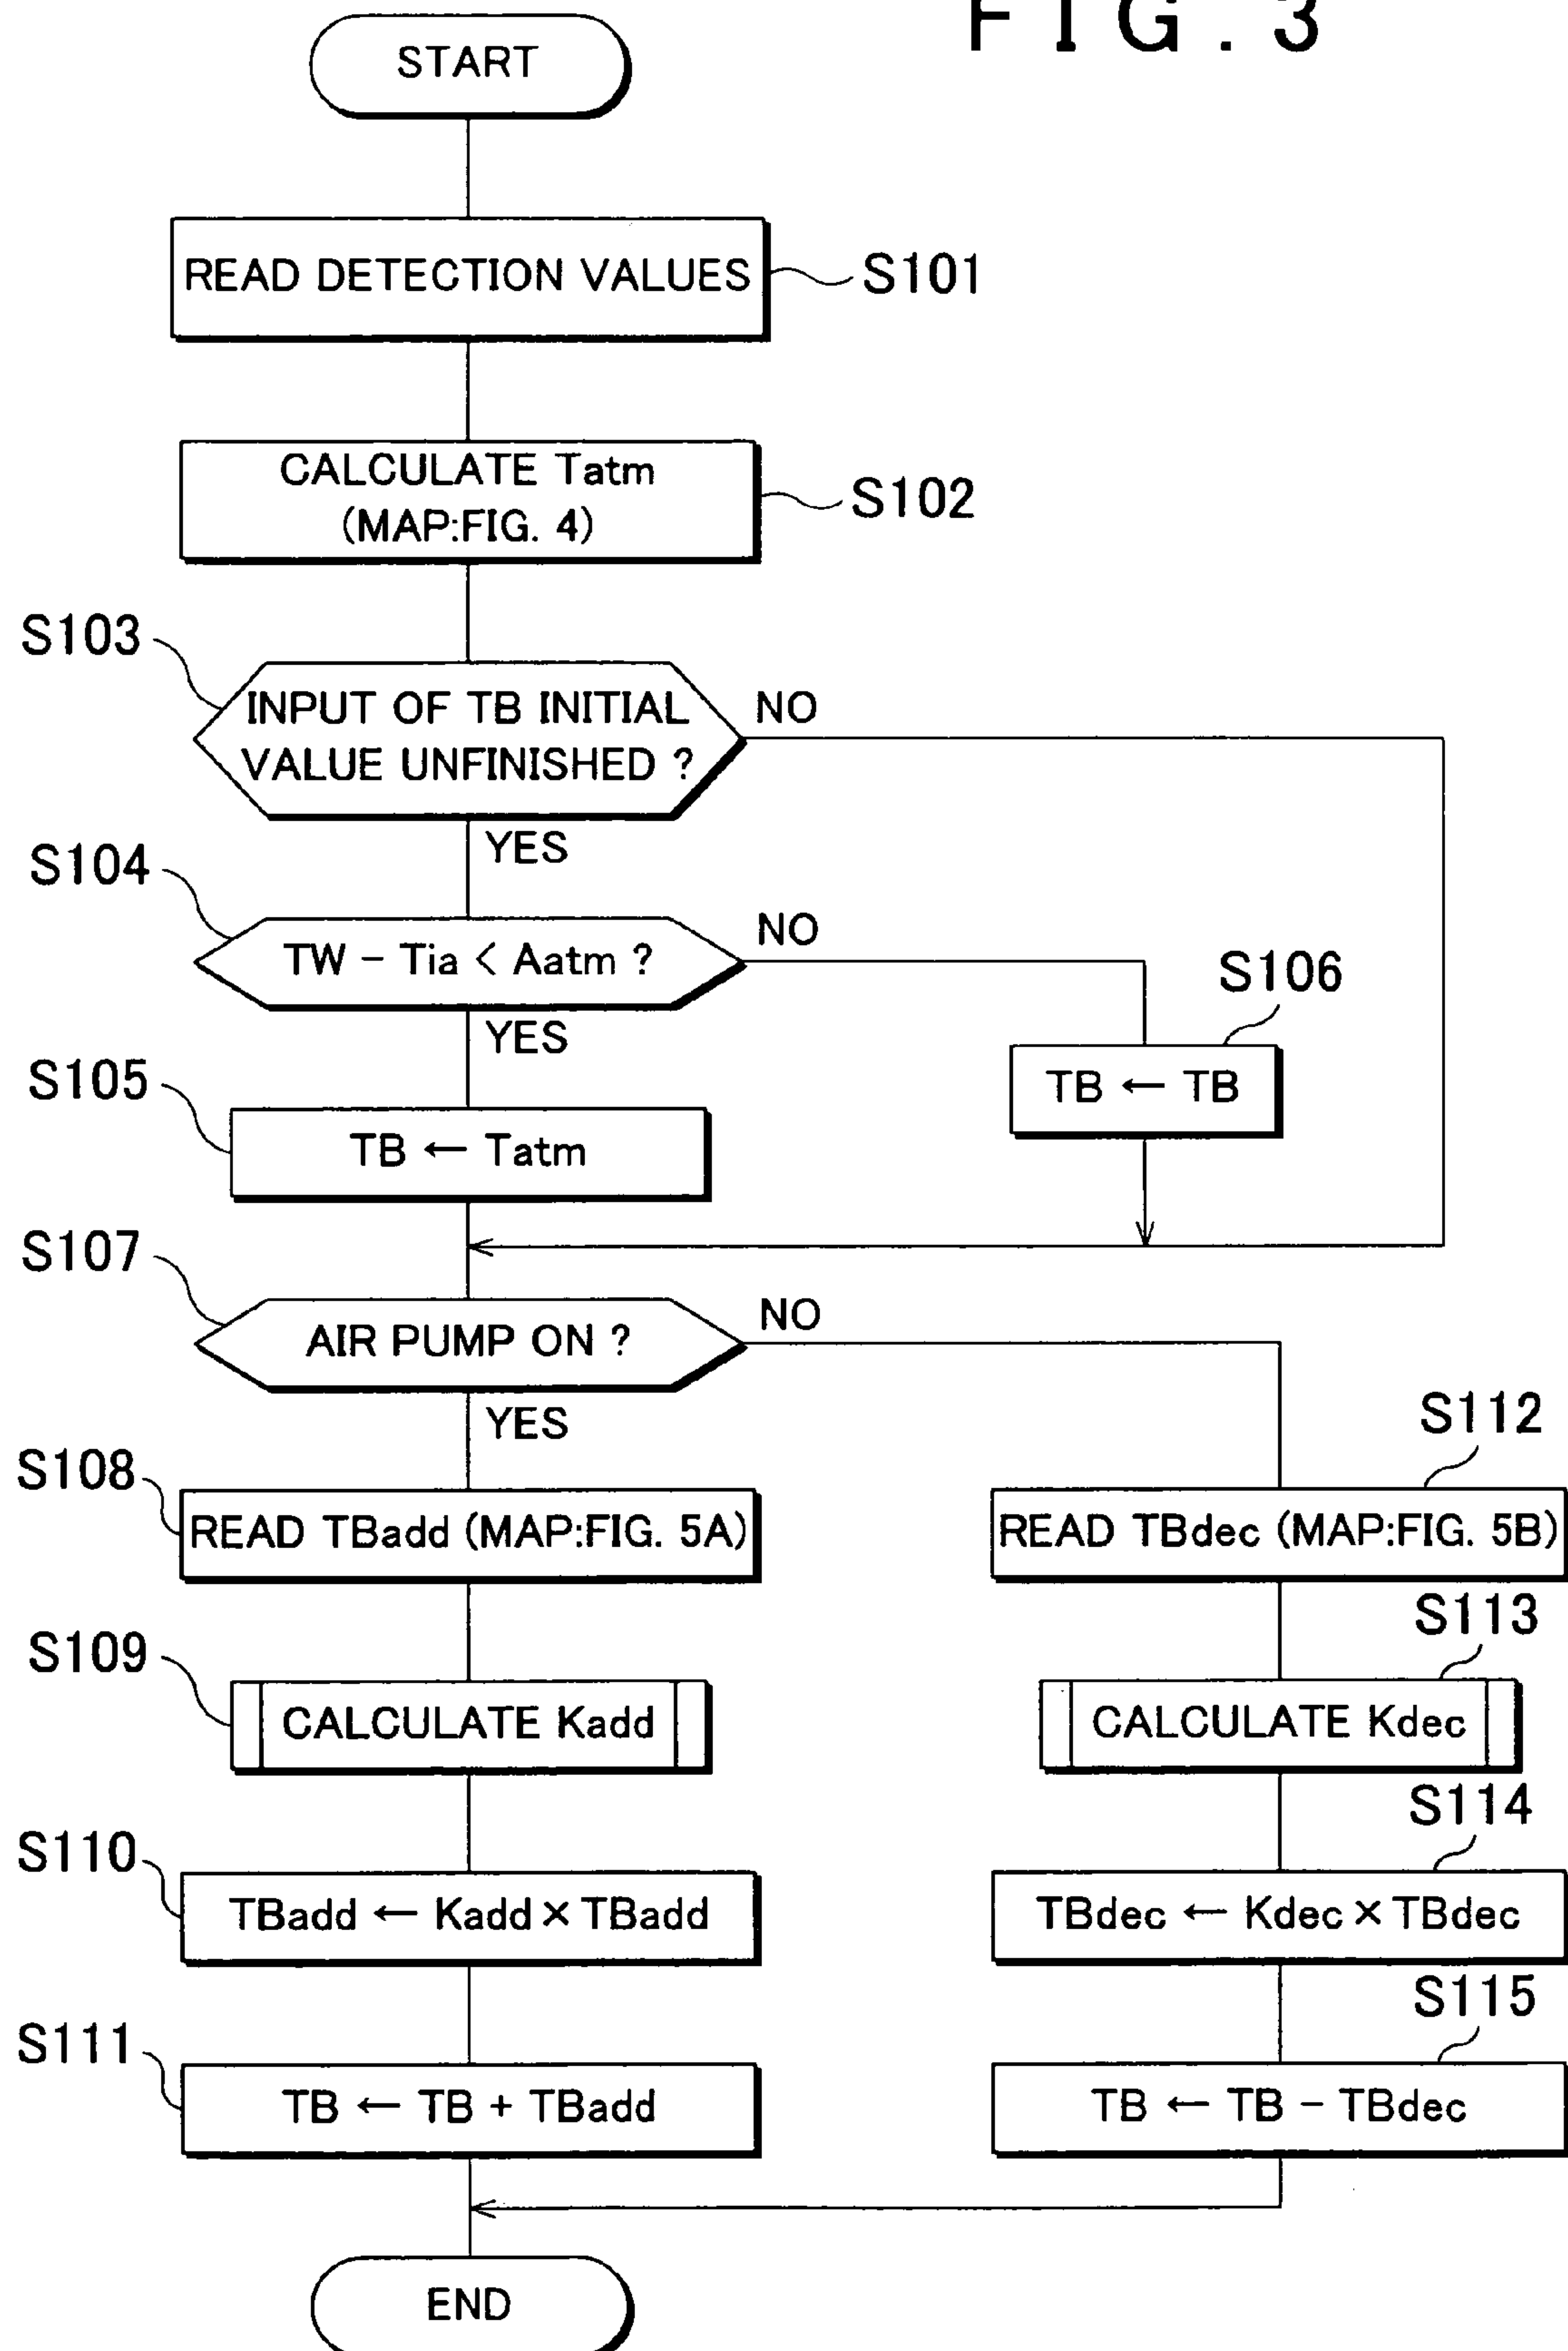 FIG. 3
START
READ DETECTION VALUES
S101
CALCULATE Tatm
(MAP:FIG. 4)
S102
S103
INPUT OF TB INITIAL
VALUE UNFINISHED ?
NO
YES
S104
TW - Tia < Aatm ?
NO
YES
S106
TB ← TB
S105
TB ← Tatm
S107
AIR PUMP ON ?
NO
YES
S108
READ TBadd (MAP:FIG. 5A)
S112
READ TBdec (MAP:FIG. 5B)
S109
CALCULATE Kadd
S113
CALCULATE Kdec
S110
TBadd ← Kadd × TBadd
S114
TBdec ← Kdec × TBdec
S111
TB ← TB + TBadd
S115
TB ← TB - TBdec
END